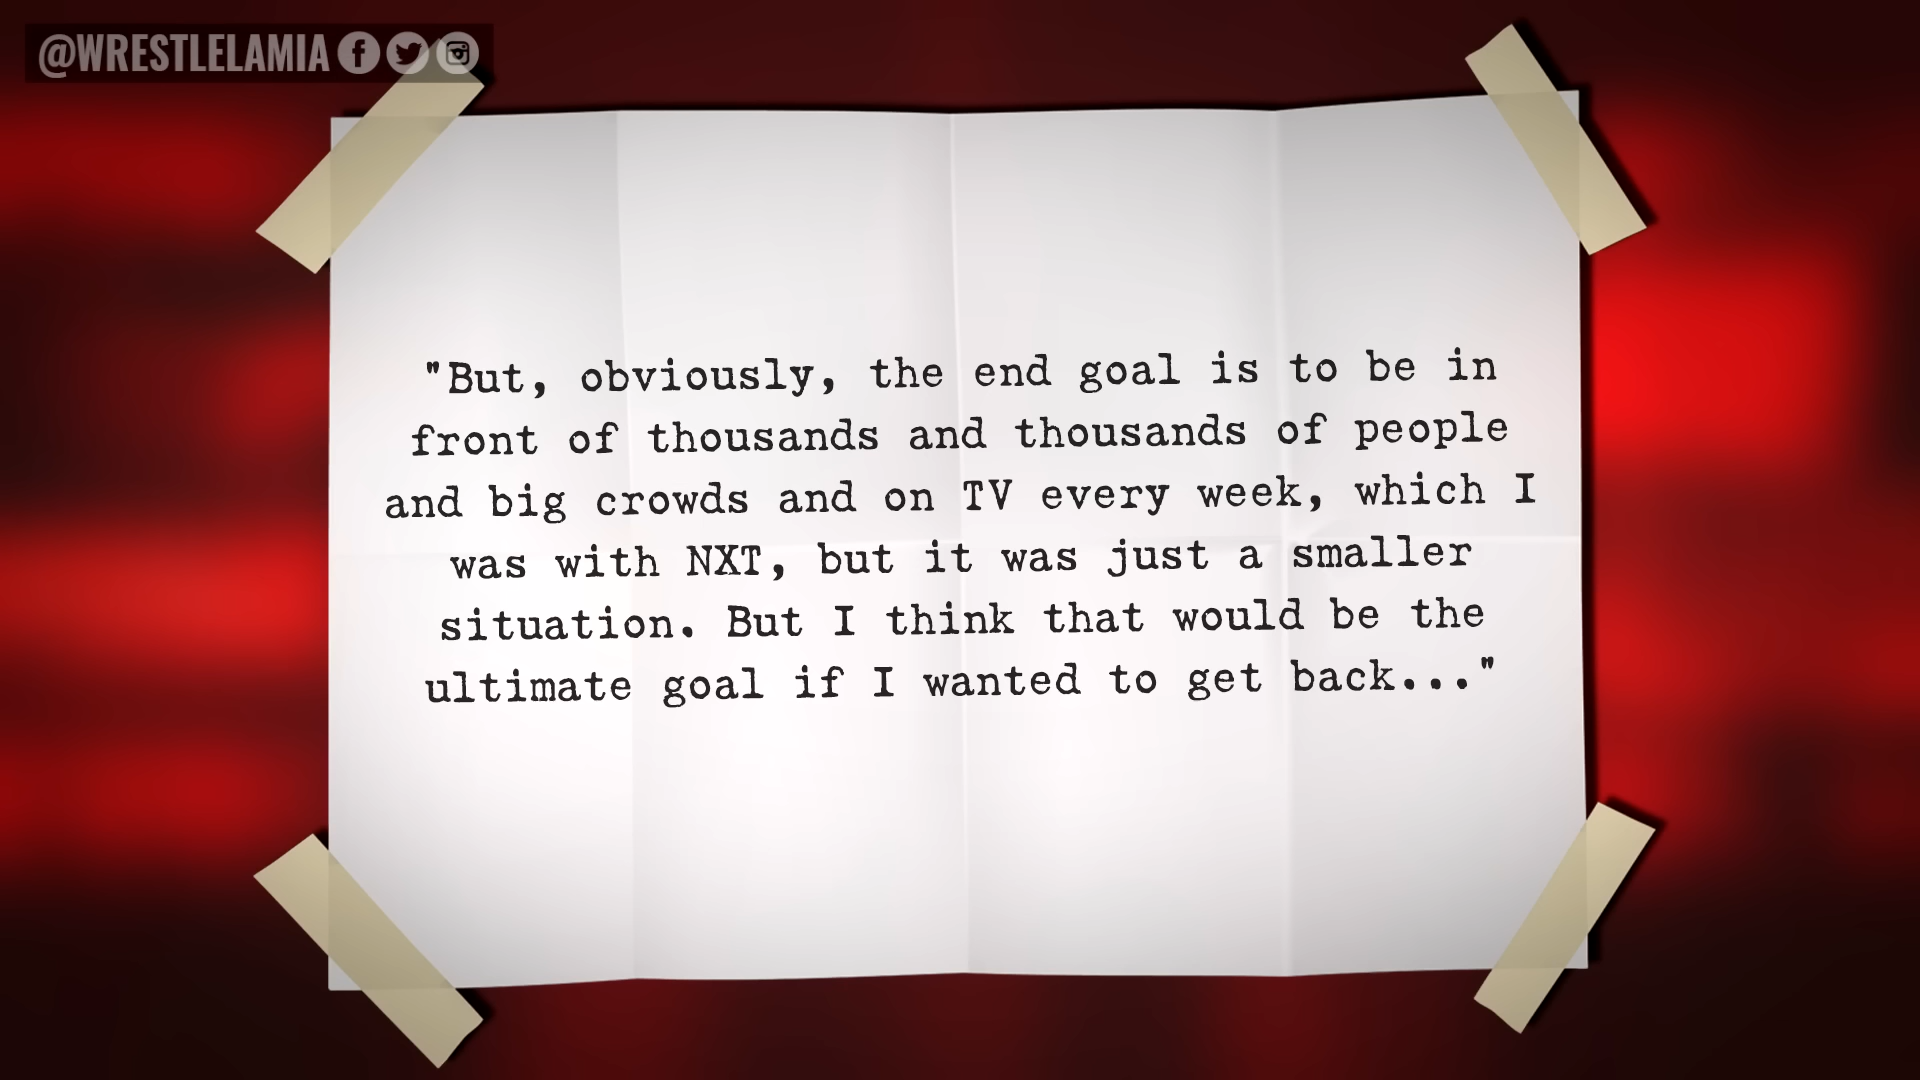 @WRESTLELAMIA
"But, obviously, the end goal is to be in
front of thousands and thousands of people
and big crowds and on TV every week, which I
was with NXT, but it was just a smaller
situation. But I think that would be the
ultimate goal if I wanted to get back..."